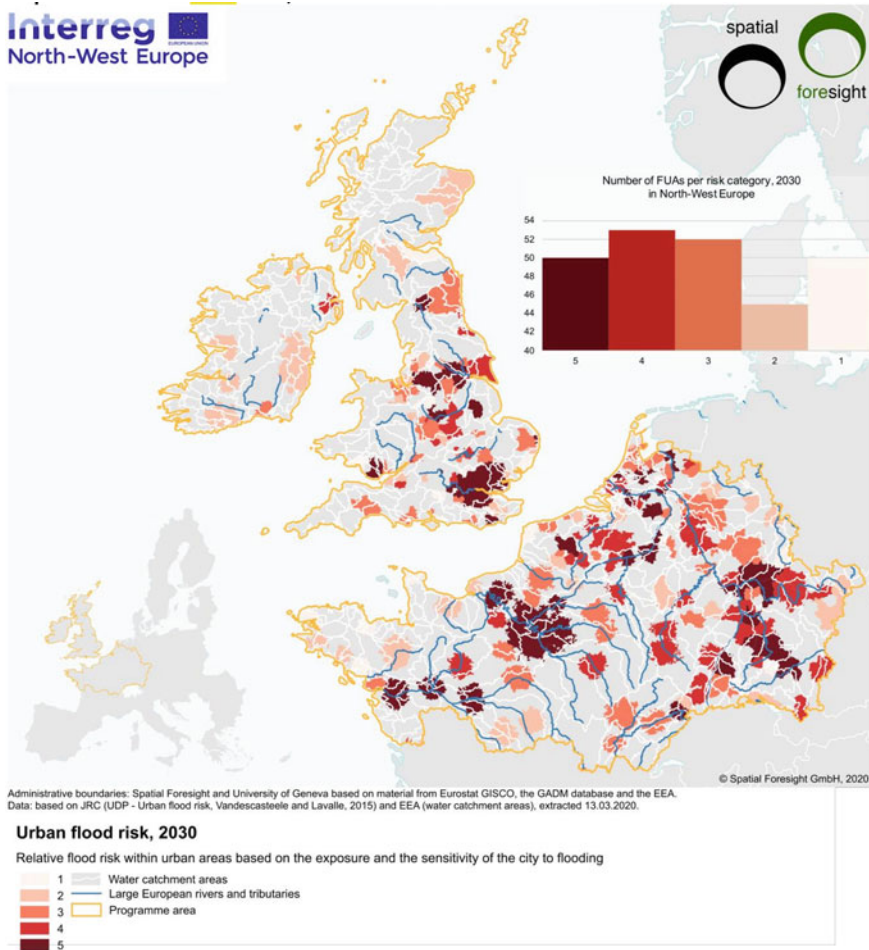 Interreg
EUROPEAN UNION
North-West Europe
spatial
foresight
Number of FUAs per risk category, 2030
in North-West Europe
54
52
50
48
46
44
42
40
5
4
3
2
1
© Spatial Foresight GmbH, 2020
Administrative boundaries: Spatial Foresight and University of Geneva based on material from Eurostat GISCO, the GADM database and the EEA.
Data: based on JRC (UDP - Urban flood risk, Vandescasteele and Lavalle, 2015) and EEA (water catchment areas), extracted 13.03.2020.
Urban flood risk, 2030
Relative flood risk within urban areas based on the exposure and the sensitivity of the city to flooding
1 Water catchment areas
2 Large European rivers and tributaries
3 Programme area
4
5